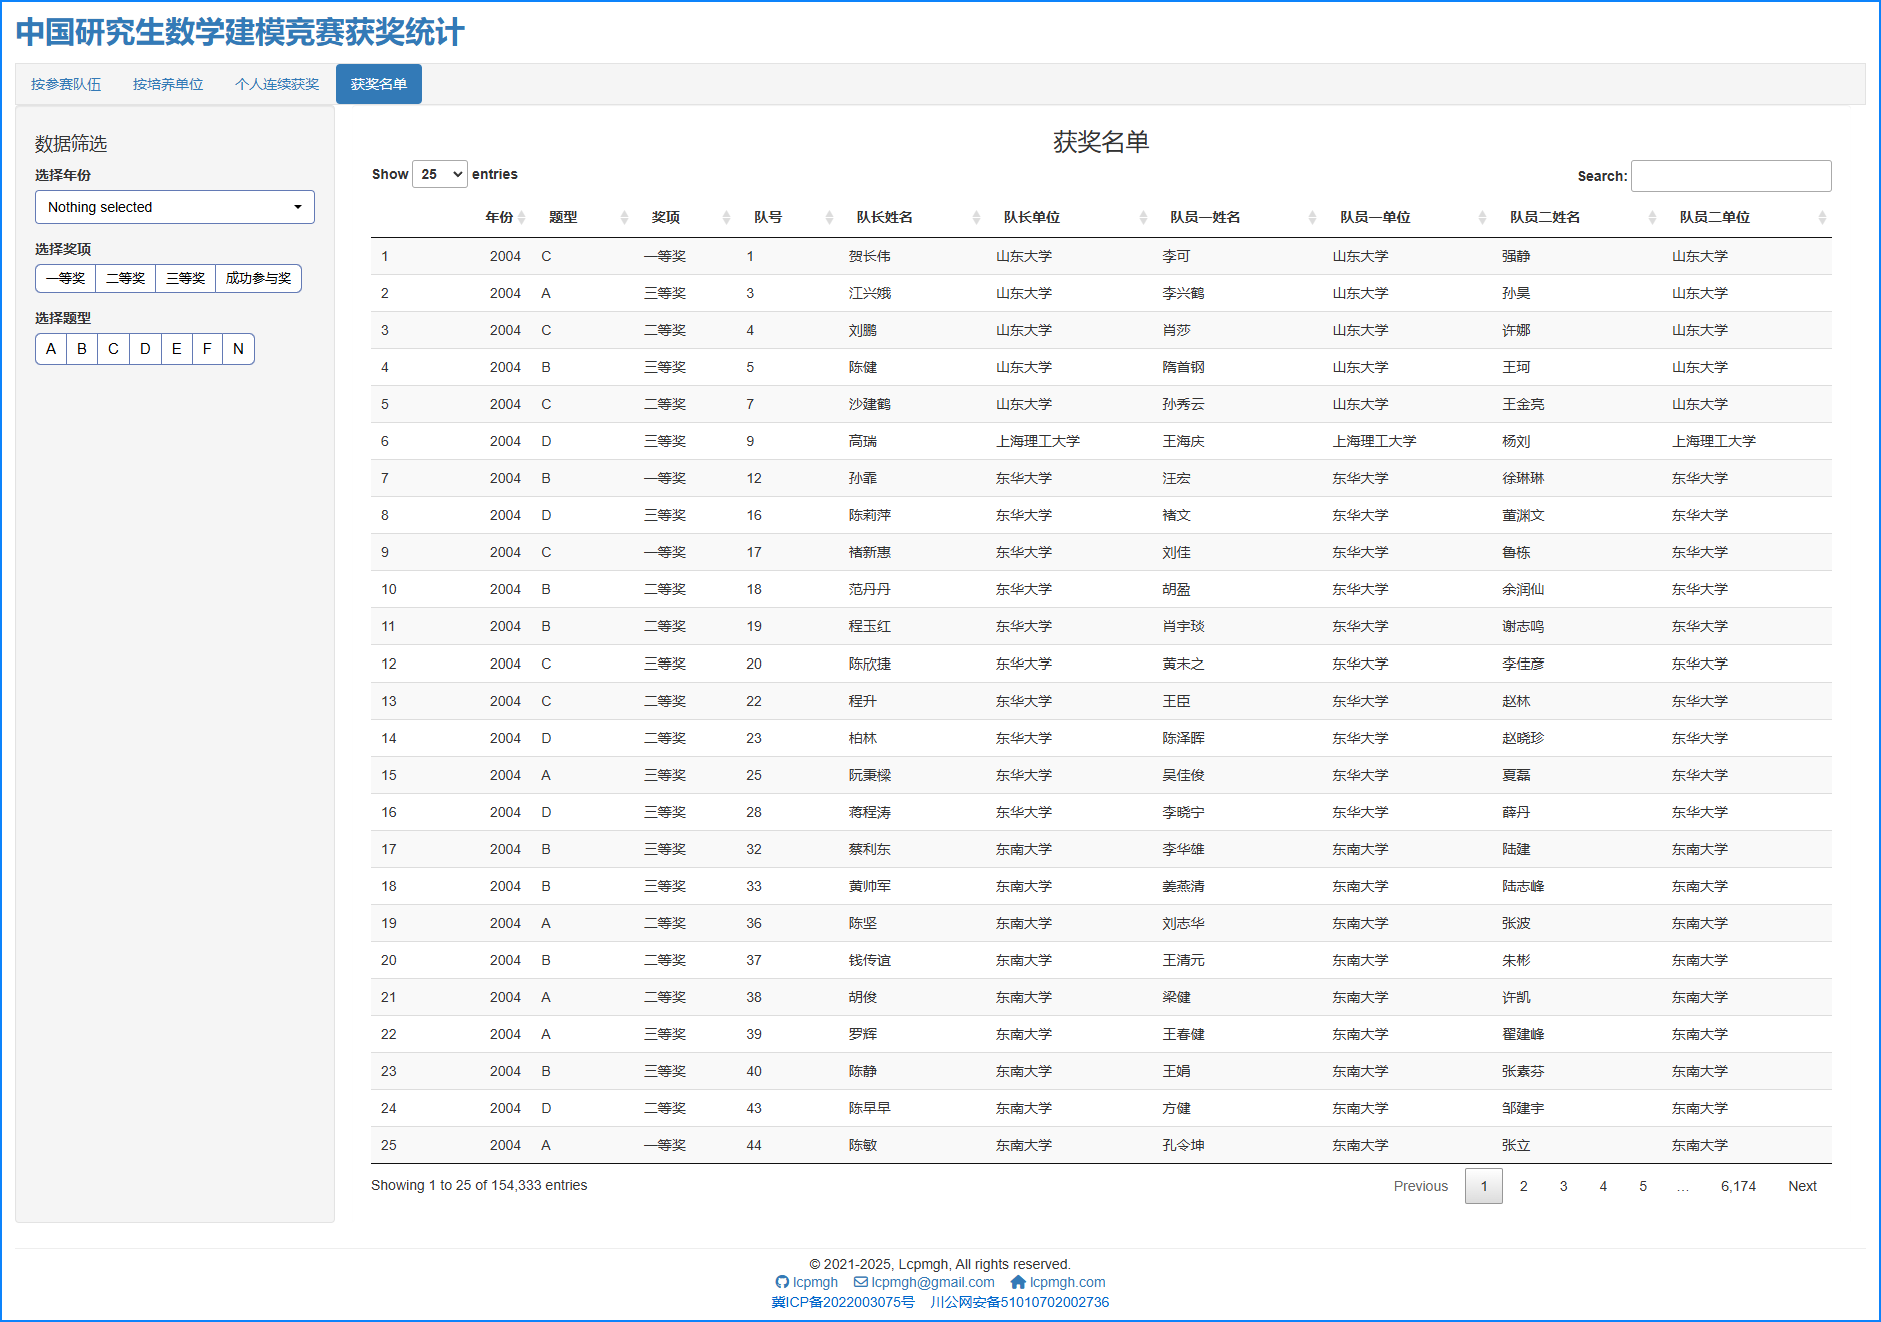 中国研究生数学建模竞赛获奖统计
按参赛队伍 按培养单位 个人连续获奖 获奖名单
数据筛选
选择年份
Nothing selected
选择奖项
一等奖 二等奖 三等奖 成功参与奖
选择题型
A B C D E F N
获奖名单
Show 25 entries Search:
年份 题型 奖项 队号 队长姓名 队长单位 队员一姓名 队员一单位 队员二姓名 队员二单位
1 2004 C 一等奖 1 贺长伟 山东大学 李可 山东大学 强静 山东大学
2 2004 A 三等奖 3 江兴娥 山东大学 李兴鹤 山东大学 孙昊 山东大学
3 2004 C 二等奖 4 刘鹏 山东大学 肖莎 山东大学 许娜 山东大学
4 2004 B 三等奖 5 陈健 山东大学 隋首钢 山东大学 王珂 山东大学
5 2004 C 二等奖 7 沙建鹤 山东大学 孙秀云 山东大学 王金亮 山东大学
6 2004 D 三等奖 9 高瑞 上海理工大学 王海庆 上海理工大学 杨刘 上海理工大学
7 2004 B 一等奖 12 孙霏 东华大学 汪宏 东华大学 徐琳琳 东华大学
8 2004 D 三等奖 16 陈莉萍 东华大学 褚文 东华大学 董渊文 东华大学
9 2004 C 一等奖 17 褚新惠 东华大学 刘佳 东华大学 鲁栋 东华大学
10 2004 B 二等奖 18 范丹丹 东华大学 胡盈 东华大学 余润仙 东华大学
11 2004 B 二等奖 19 程玉红 东华大学 肖宇琰 东华大学 谢志鸣 东华大学
12 2004 C 三等奖 20 陈欣捷 东华大学 黄未之 东华大学 李佳彦 东华大学
13 2004 C 二等奖 22 程升 东华大学 王臣 东华大学 赵林 东华大学
14 2004 D 二等奖 23 柏林 东华大学 陈泽晖 东华大学 赵晓珍 东华大学
15 2004 A 三等奖 25 阮秉樑 东华大学 吴佳俊 东华大学 夏磊 东华大学
16 2004 D 三等奖 28 蒋程涛 东华大学 李晓宁 东华大学 薛丹 东华大学
17 2004 B 三等奖 32 蔡利东 东南大学 李华雄 东南大学 陆建 东南大学
18 2004 B 三等奖 33 黄帅军 东南大学 姜燕清 东南大学 陆志峰 东南大学
19 2004 A 二等奖 36 陈坚 东南大学 刘志华 东南大学 张波 东南大学
20 2004 B 二等奖 37 钱传谊 东南大学 王清元 东南大学 朱彬 东南大学
21 2004 A 二等奖 38 胡俊 东南大学 梁健 东南大学 许凯 东南大学
22 2004 A 三等奖 39 罗辉 东南大学 王春健 东南大学 翟建峰 东南大学
23 2004 B 三等奖 40 陈静 东南大学 王娟 东南大学 张素芬 东南大学
24 2004 D 二等奖 43 陈早早 东南大学 方健 东南大学 邹建宇 东南大学
25 2004 A 一等奖 44 陈敏 东南大学 孔令坤 东南大学 张立 东南大学
Showing 1 to 25 of 154,333 entries Previous 1 2 3 4 5 … 6,174 Next
© 2021-2025, Lcpmgh, All rights reserved.
lcpmgh lcpmgh@gmail.com lcpmgh.com
冀ICP备2022003075号 川公网安备51010702002736